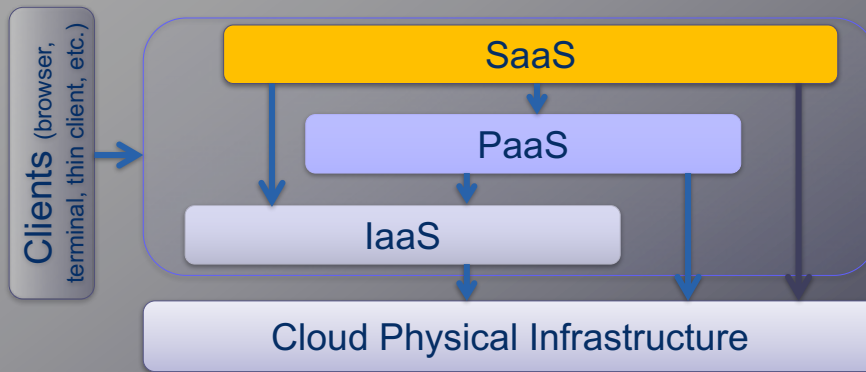 Clients (browser,
terminal, thin client, etc.)
SaaS
PaaS
IaaS
Cloud Physical Infrastructure